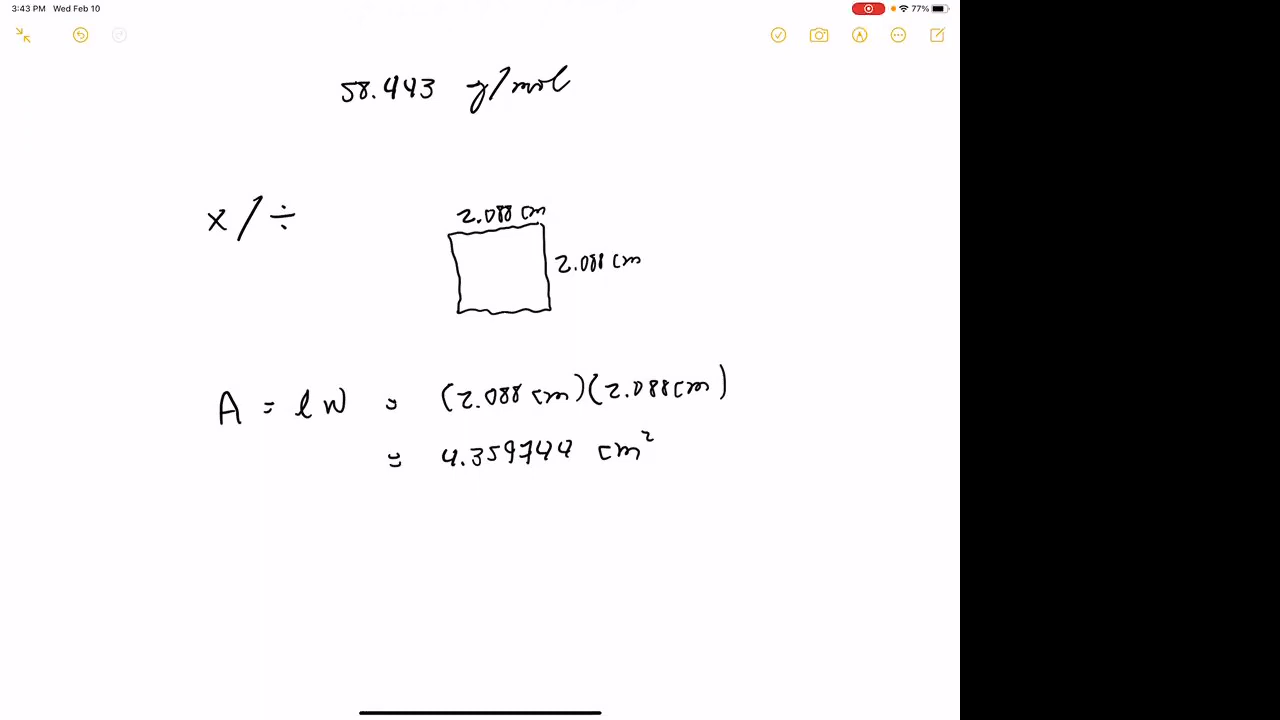 3:43 PM Wed Feb 10
77%
58.443 g/mol
x / ÷
2.088 cm
2.088 cm
A = l w = (2.088 cm)(2.088 cm)
= 4.359744 cm²